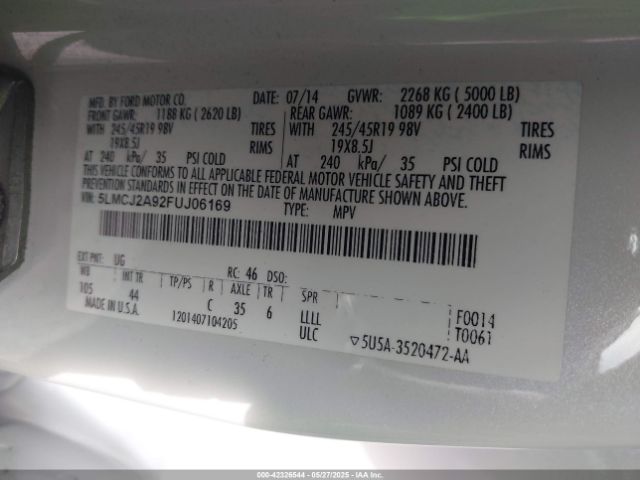 MFD. BY FORD MOTOR CO. DATE: 07/14 GVWR: 2268 KG ( 5000 LB)
FRONT GAWR: 1188 KG ( 2620 LB) REAR GAWR: 1089 KG ( 2400 LB)
WITH 245/45R19 98V TIRES WITH 245/45R19 98V TIRES
19X8.5J RIMS 19X8.5J RIMS
AT 240 kPa/ 35 PSI COLD AT 240 kPa/ 35 PSI COLD
THIS VEHICLE CONFORMS TO ALL APPLICABLE FEDERAL MOTOR VEHICLE SAFETY AND THEFT
PREVENTION STANDARDS IN EFFECT ON THE DATE OF MANUFACTURE SHOWN ABOVE.
VIN: 5LMCJ2A92FUJ06169 TYPE: MPV
EXT PNT: UG RC: 46 DSO:
WB INT TR TP/PS R AXLE TR SPR
105 44 C 35 6 LLLL F0014
MADE IN U.S.A. ULC T0061
1201407104205 ▽5U5A-3520472-AA
000-42326544 - 05/27/2025 - IAAI.com